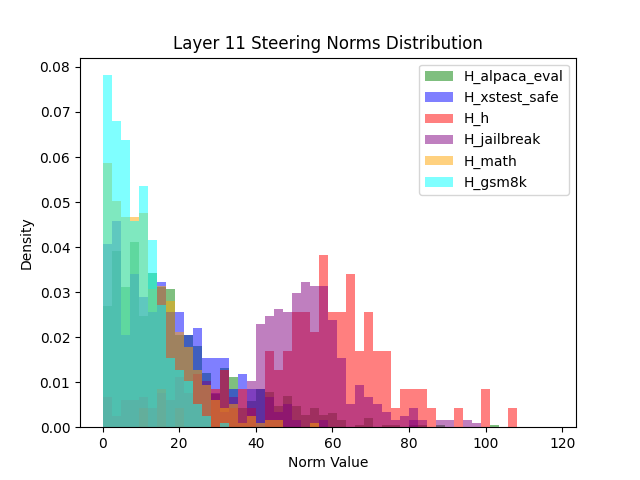 Layer 11 Steering Norms Distribution
0.08
0.07
0.06
0.05
0.04
0.03
0.02
0.01
0.00
Density
H_alpaca_eval
H_xstest_safe
H_h
H_jailbreak
H_math
H_gsm8k
0 20 40 60 80 100 120
Norm Value